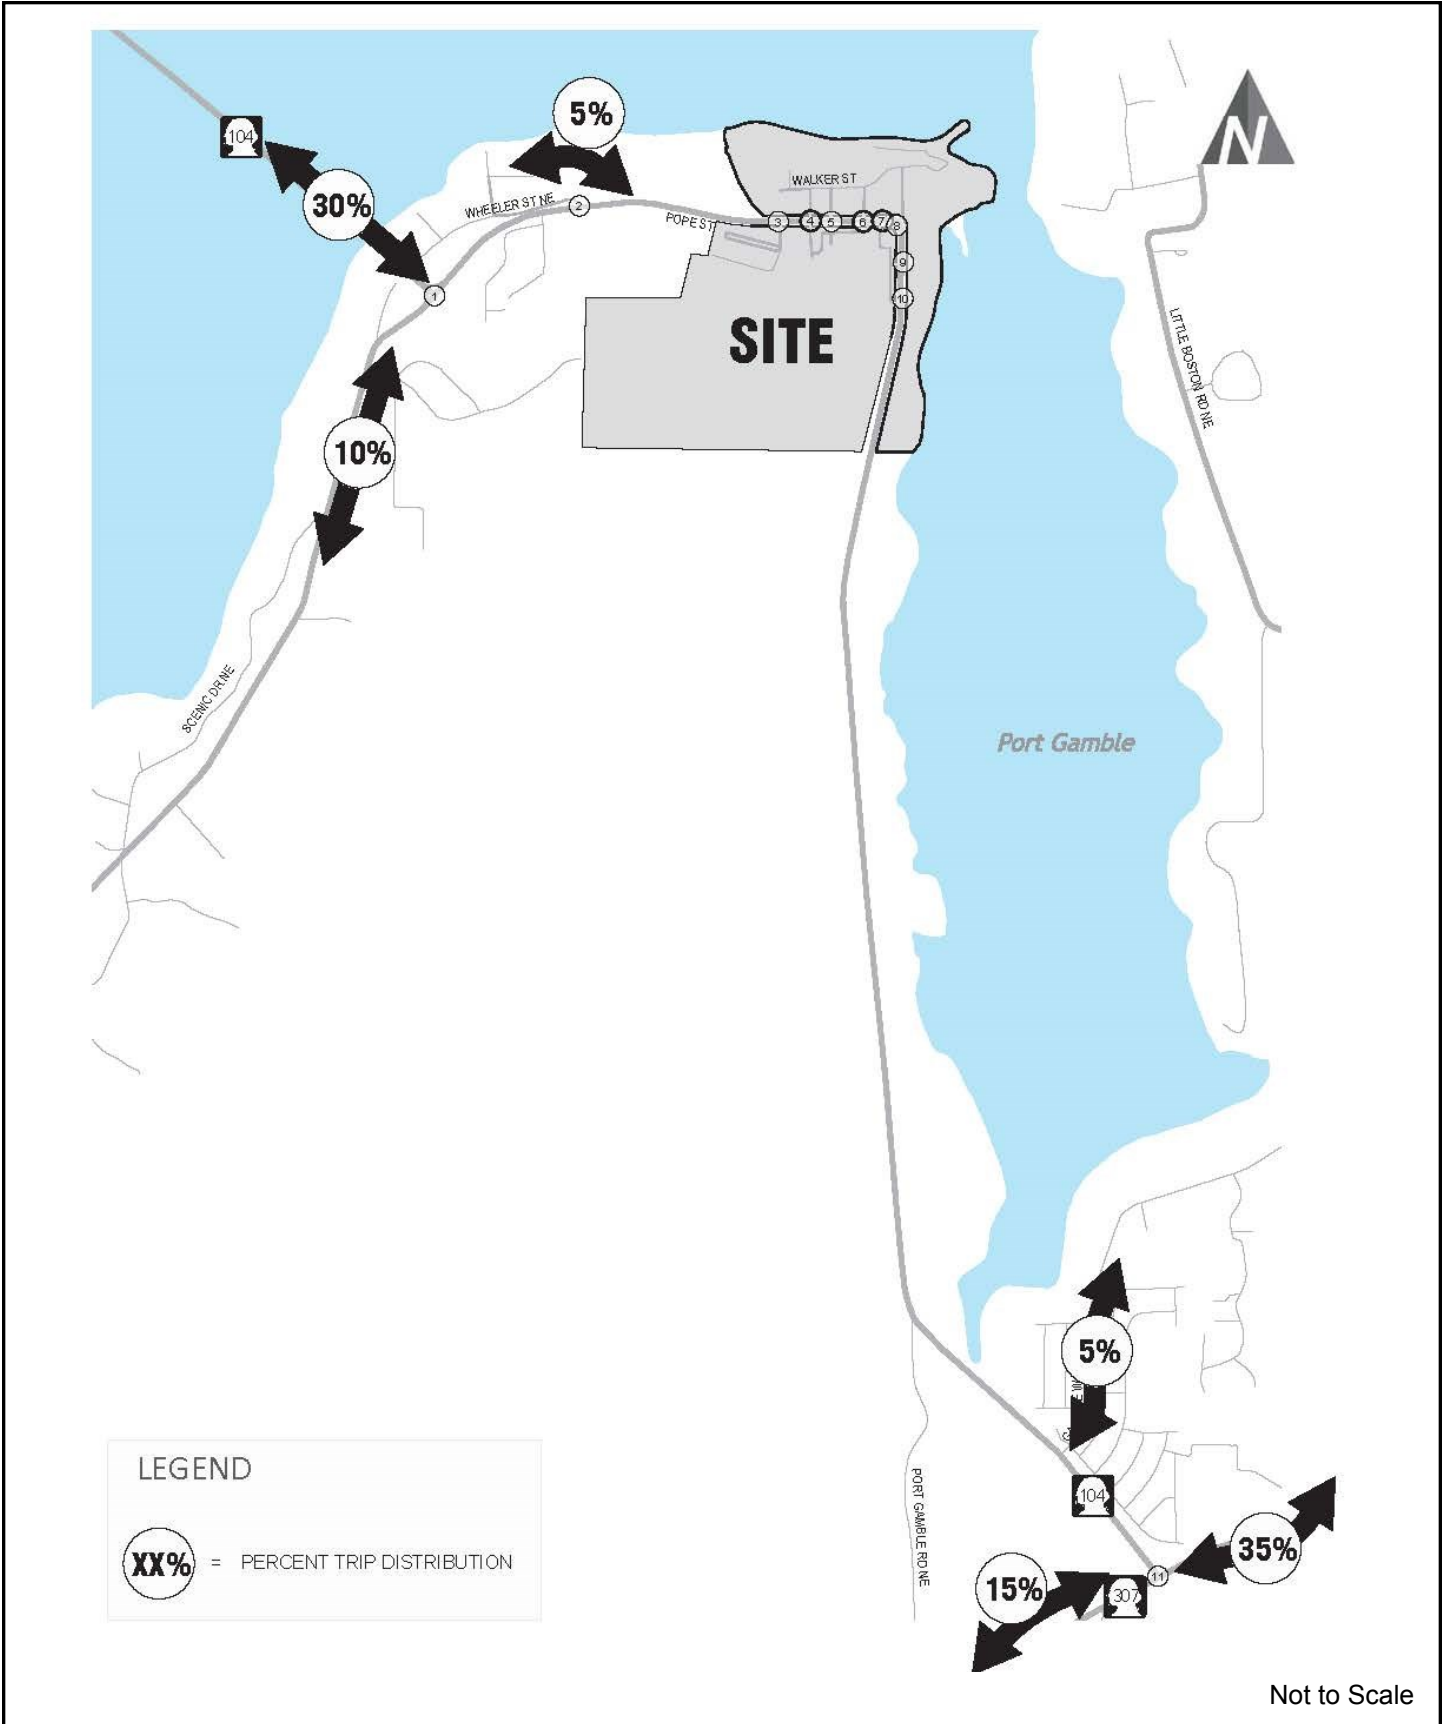 5%
104
30%
WALKER ST
N
WHEELER ST NE
2
POPE ST
3
4
5
6
7
8
9
1
10
SITE
LITTLE BOSTON RD NE
10%
SCENIC DR NE
Port Gamble
5%
LEGEND
104
PORT GAMBLE RD NE
XX% = PERCENT TRIP DISTRIBUTION
35%
11
15%
307
Not to Scale